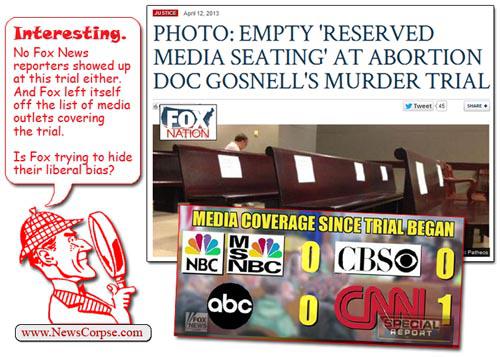 Interesting.
No Fox News
reporters showed up
at this trial either.
And Fox left itself
off the list of media
outlets covering
the trial.
Is Fox trying to hide
their liberal bias?
www.NewsCorpse.com
JUSTICE April 12, 2013
PHOTO: EMPTY 'RESERVED
MEDIA SEATING' AT ABORTION
DOC GOSNELL'S MURDER TRIAL
Tweet 45 SHARE +
FOX
NATION
Patheos
MEDIA COVERAGE SINCE TRIAL BEGAN
NBC MSNBC 0 CBS 0
abc 0 CNN 1
FOX NEWS SPECIAL REPORT